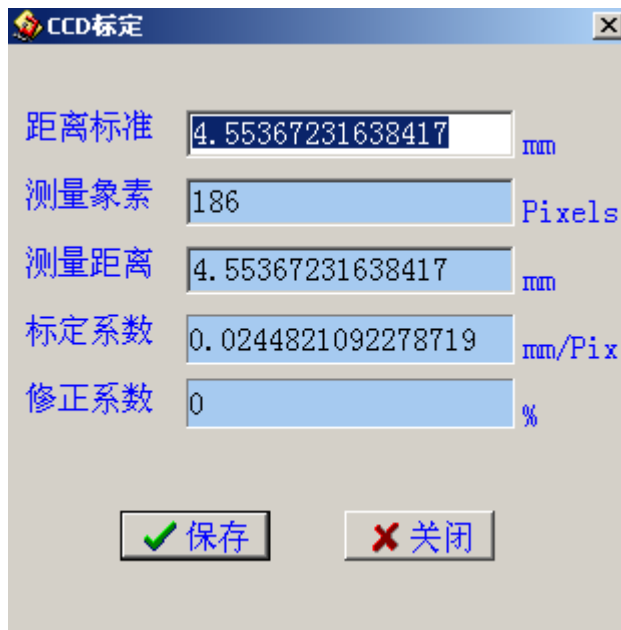 CCD标定
距离标准 4.55367231638417 mm
测量象素 186 Pixels
测量距离 4.55367231638417 mm
标定系数 0.0244821092278719 mm/Pix
修正系数 0 %
保存 关闭